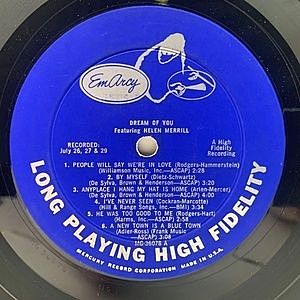 EmArcy
DREAM OF YOU
Featuring HELEN MERRILL
RECORDED:
July 26, 27 & 29
A High
Fidelity
Recording
1. PEOPLE WILL SAY WE'RE IN LOVE (Rodgers-Hammerstein)
(Williamson Music, Inc.—ASCAP) 2:28
2. BY MYSELF (Dietz-Schwartz)
(De Sylva, Brown & Henderson—ASCAP) 3:20
3. ANYPLACE I HANG MY HAT IS HOME (Arlen-Mercer)
(De Sylva, Brown & Henderson—ASCAP)
4. I'VE NEVER SEEN (Cockran-Marcotte)
(Hill & Range Songs, Inc.—BMI) 3:34
5. HE WAS TOO GOOD TO ME (Rodgers-Hart)
(Harms, Inc.—ASCAP) 2:58
6. A NEW TOWN IS A BLUE TOWN
(Adler-Ross) (Frank Music
—ASCAP)
MG-36078 A
LONG PLAYING HIGH FIDELITY
MERCURY RECORD CORPORATION MADE IN U.S.A.